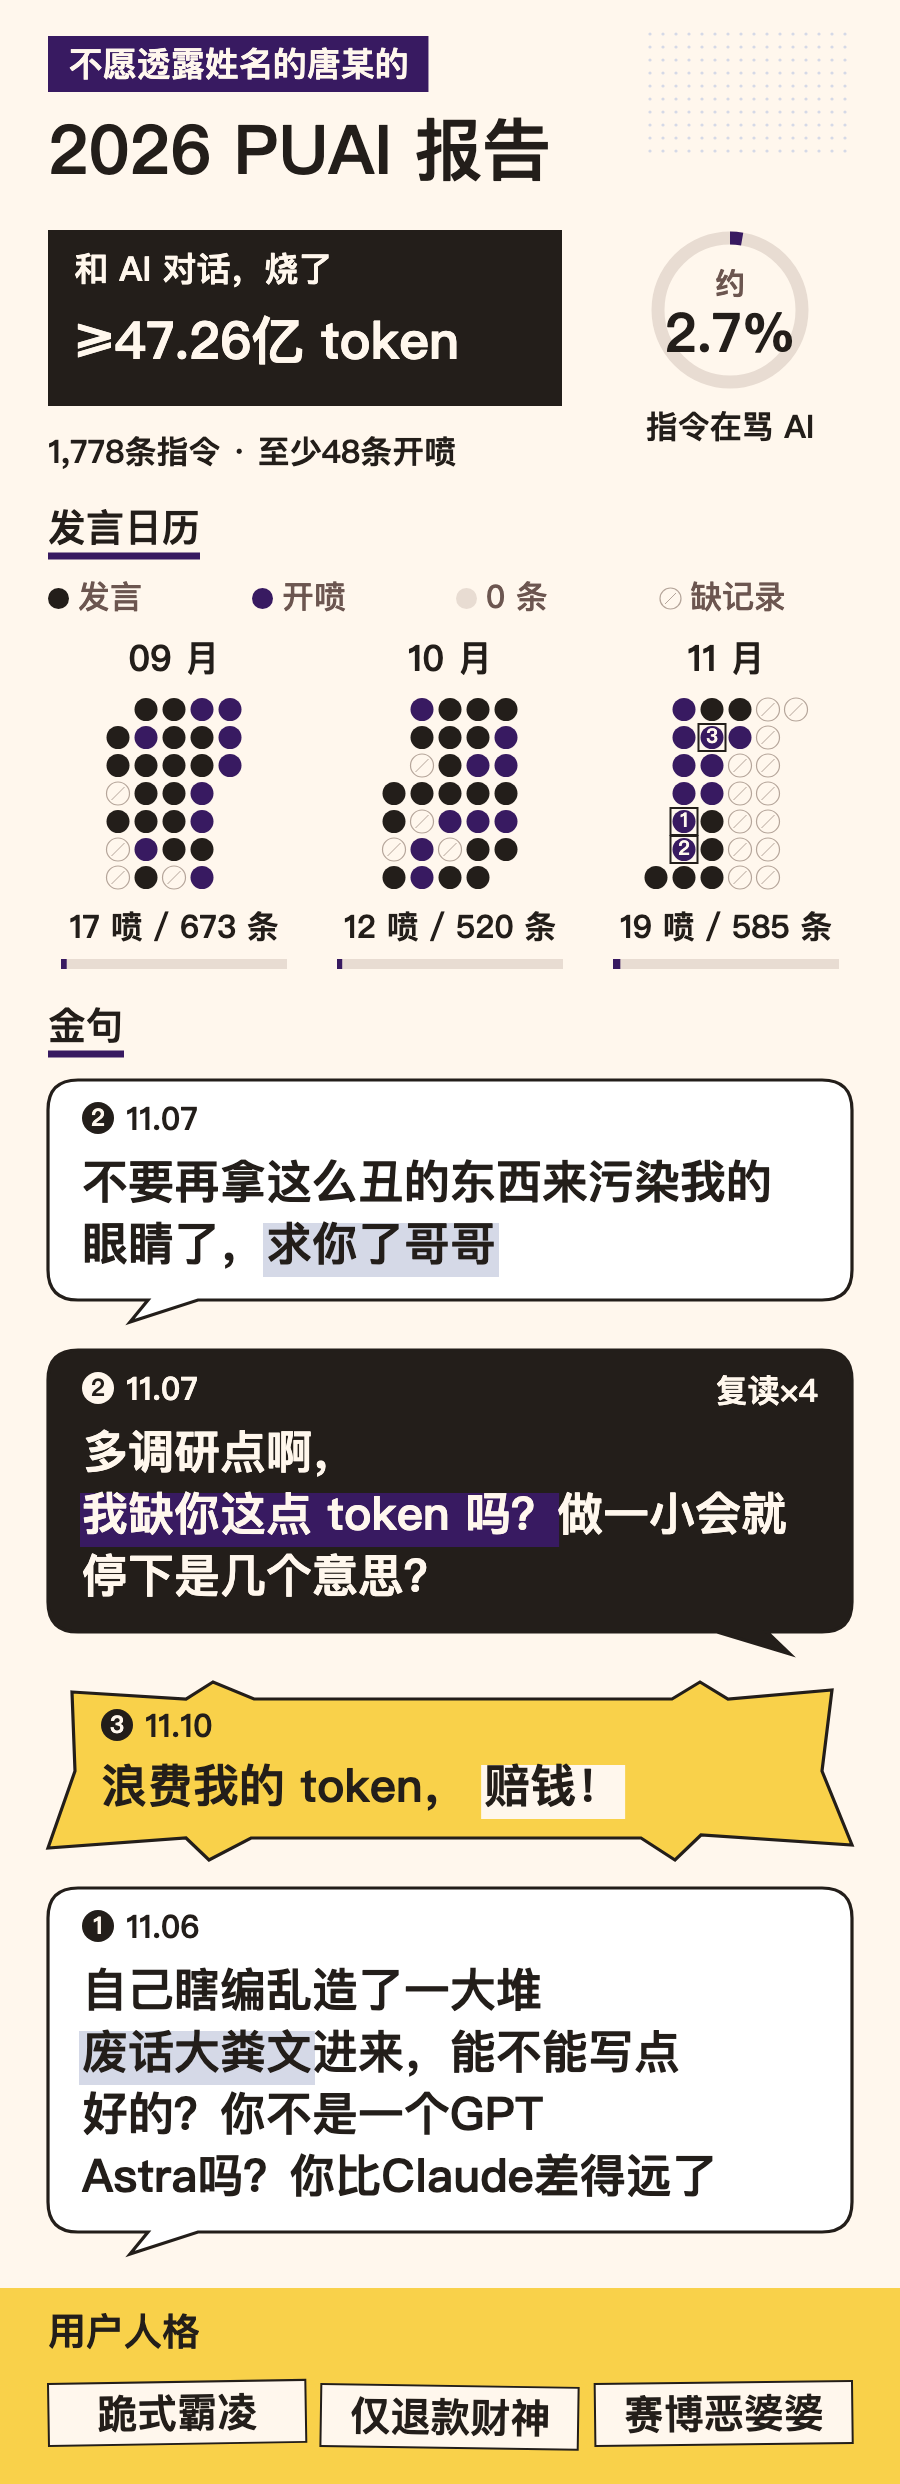 不愿透露姓名的唐某的
2026 PUAI 报告
和 AI 对话，烧了
≥47.26亿 token
约
2.7%
指令在骂 AI
1,778条指令 · 至少48条开喷
发言日历
发言
开喷
0 条
缺记录
09 月
10 月
11 月
3
1
2
17 喷 / 673 条
12 喷 / 520 条
19 喷 / 585 条
金句
2 11.07
不要再拿这么丑的东西来污染我的
眼睛了，求你了哥哥
2 11.07
复读×4
多调研点啊，
我缺你这点 token 吗？做一小会就
停下是几个意思？
3 11.10
浪费我的 token， 赔钱！
1 11.06
自己瞎编乱造了一大堆
废话大粪文进来，能不能写点
好的？你不是一个GPT
Astra吗？你比Claude差得远了
用户人格
跪式霸凌
仅退款财神
赛博恶婆婆